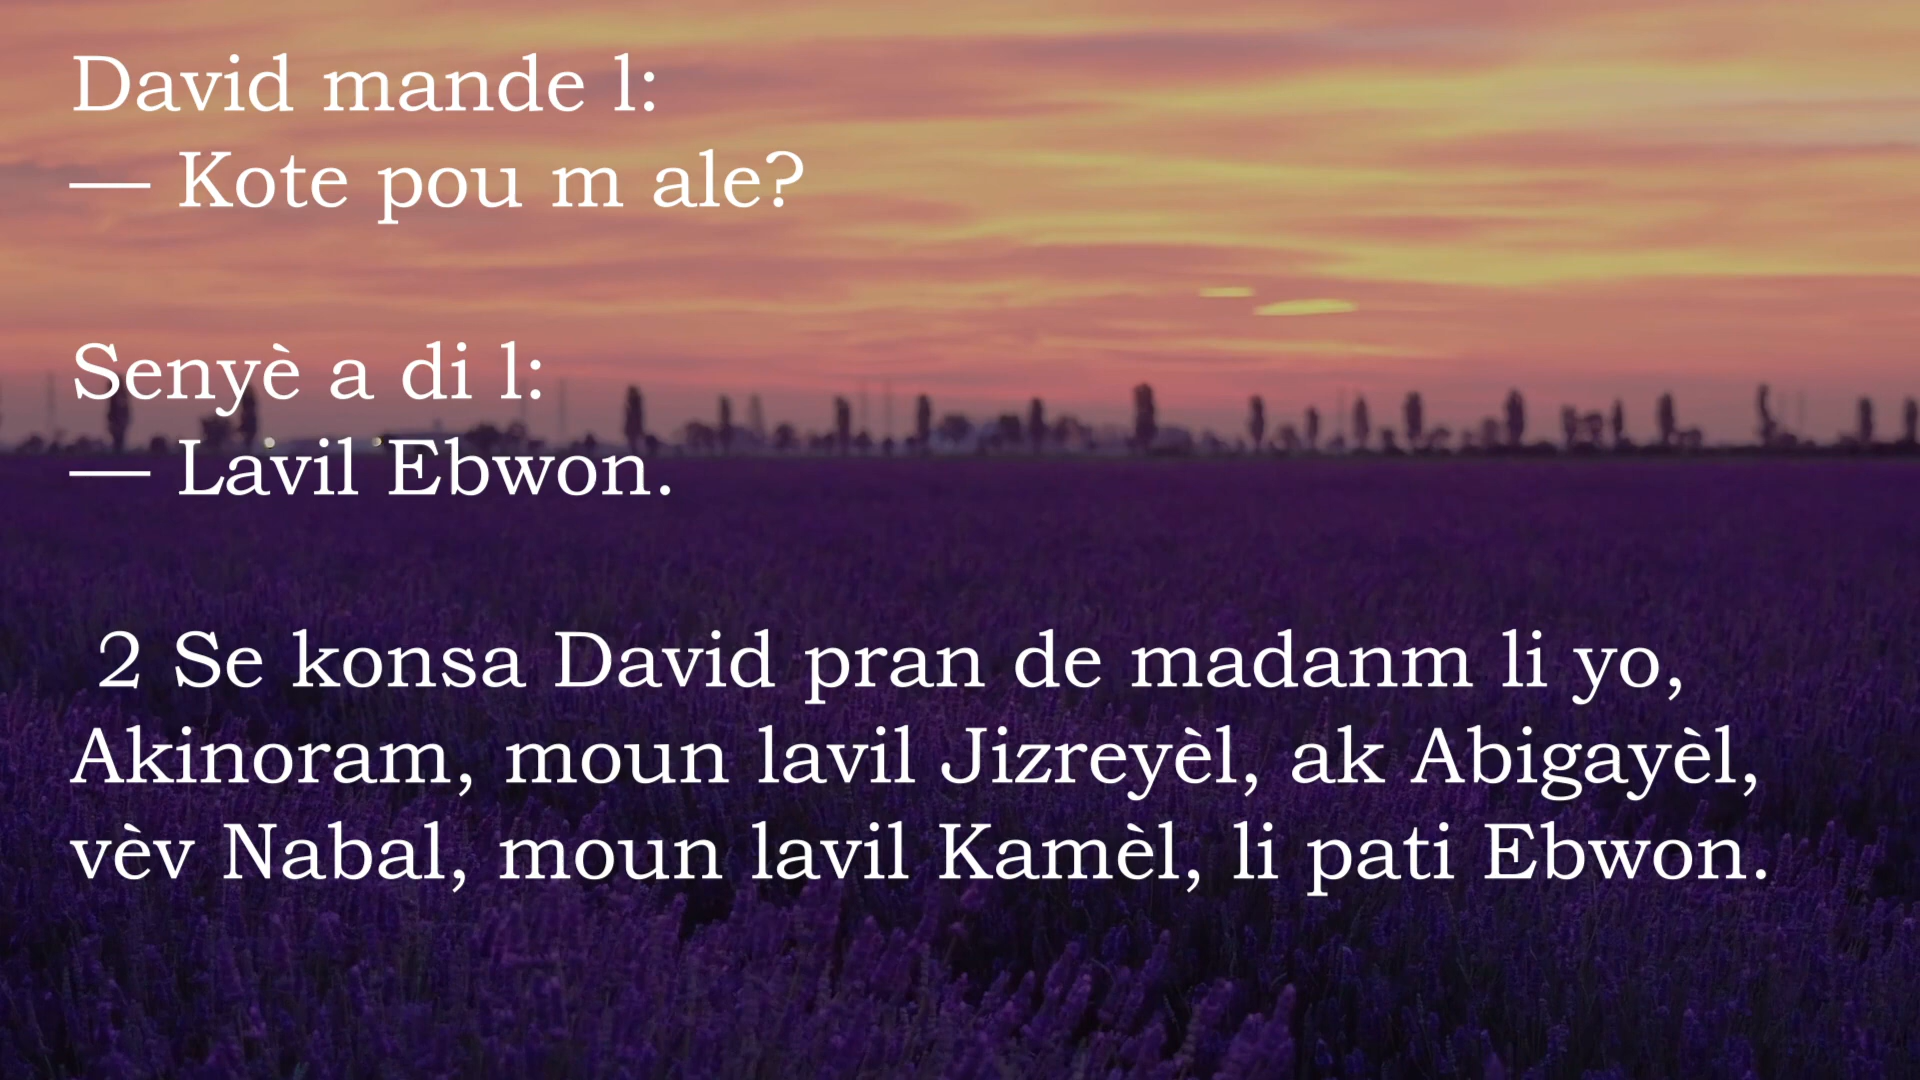 David mande l:
— Kote pou m ale?
Senyè a di l:
— Lavil Ebwon.
2 Se konsa David pran de madanm li yo,
Akinoram, moun lavil Jizreyèl, ak Abigayèl,
vèv Nabal, moun lavil Kamèl, li pati Ebwon.